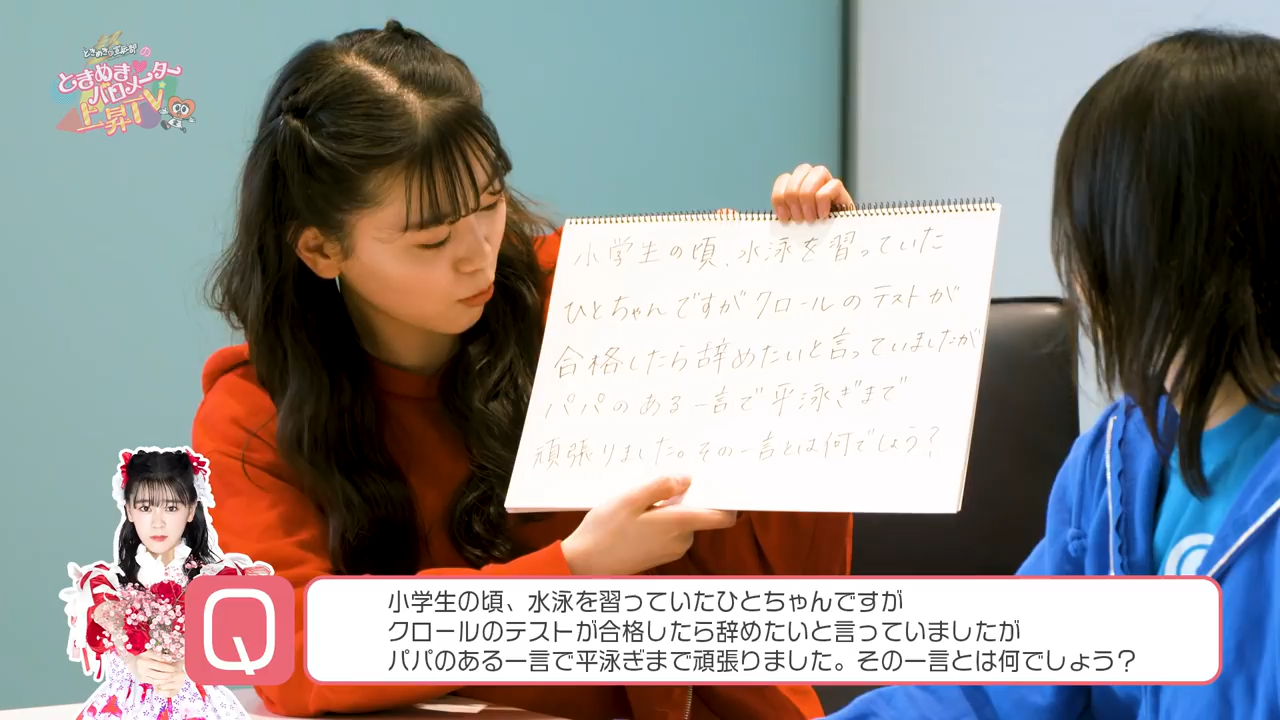 ときめき♡宣伝部の
ときめき♡
バロメーター
上昇TV
小学生の頃、水泳を習っていた
ひとちゃんですがクロールのテストが
合格したら辞めたいと言っていましたが
パパのある一言で平泳ぎまで
頑張りました。その一言とは何でしょう？
Q
小学生の頃、水泳を習っていたひとちゃんですが
クロールのテストが合格したら辞めたいと言っていましたが
パパのある一言で平泳ぎまで頑張りました。その一言とは何でしょう？